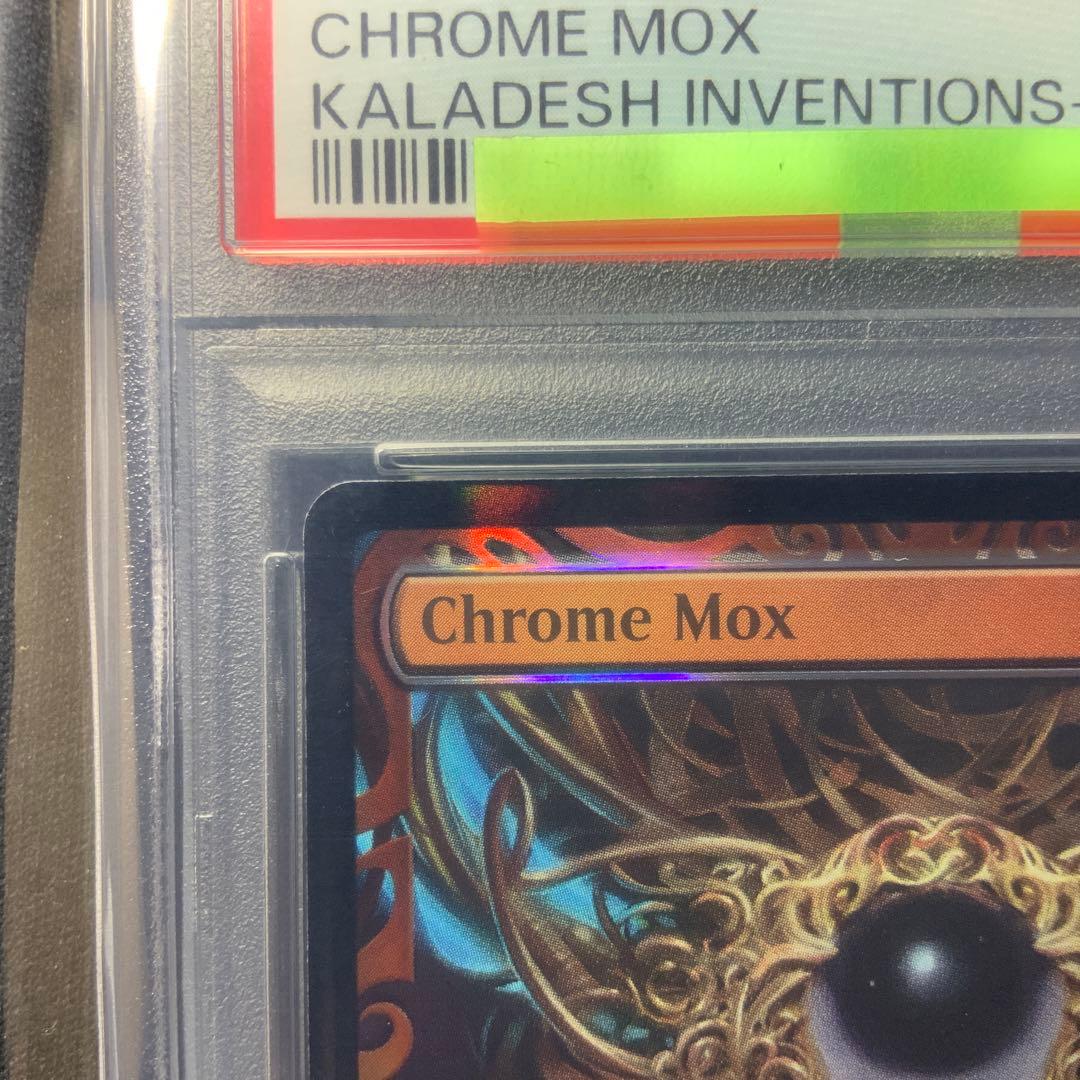 CHROME MOX
KALADESH INVENTIONS-
Chrome Mox